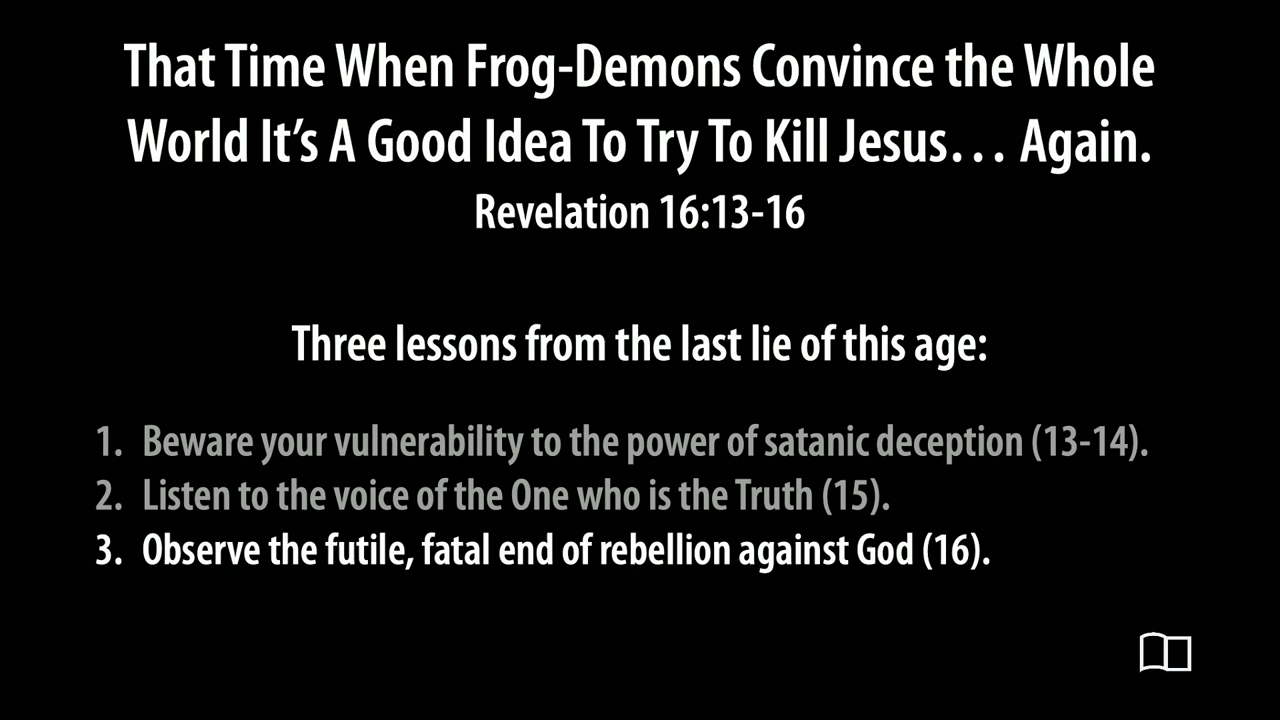 That Time When Frog-Demons Convince the Whole
World It’s A Good Idea To Try To Kill Jesus… Again.
Revelation 16:13-16
Three lessons from the last lie of this age:
1. Beware your vulnerability to the power of satanic deception (13-14).
2. Listen to the voice of the One who is the Truth (15).
3. Observe the futile, fatal end of rebellion against God (16).